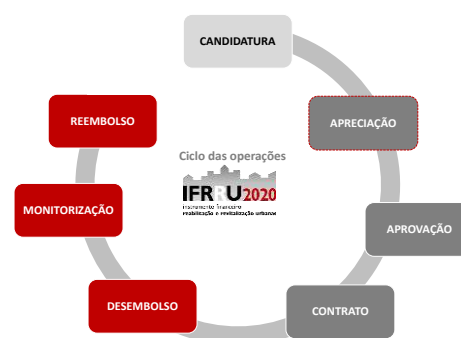 CANDIDATURA
APRECIAÇÃO
APROVAÇÃO
CONTRATO
DESEMBOLSO
MONITORIZAÇÃO
REEMBOLSO
Ciclo das operações
IFRRU2020
instrumento financeiro
reabilitação e revitalização urbanas